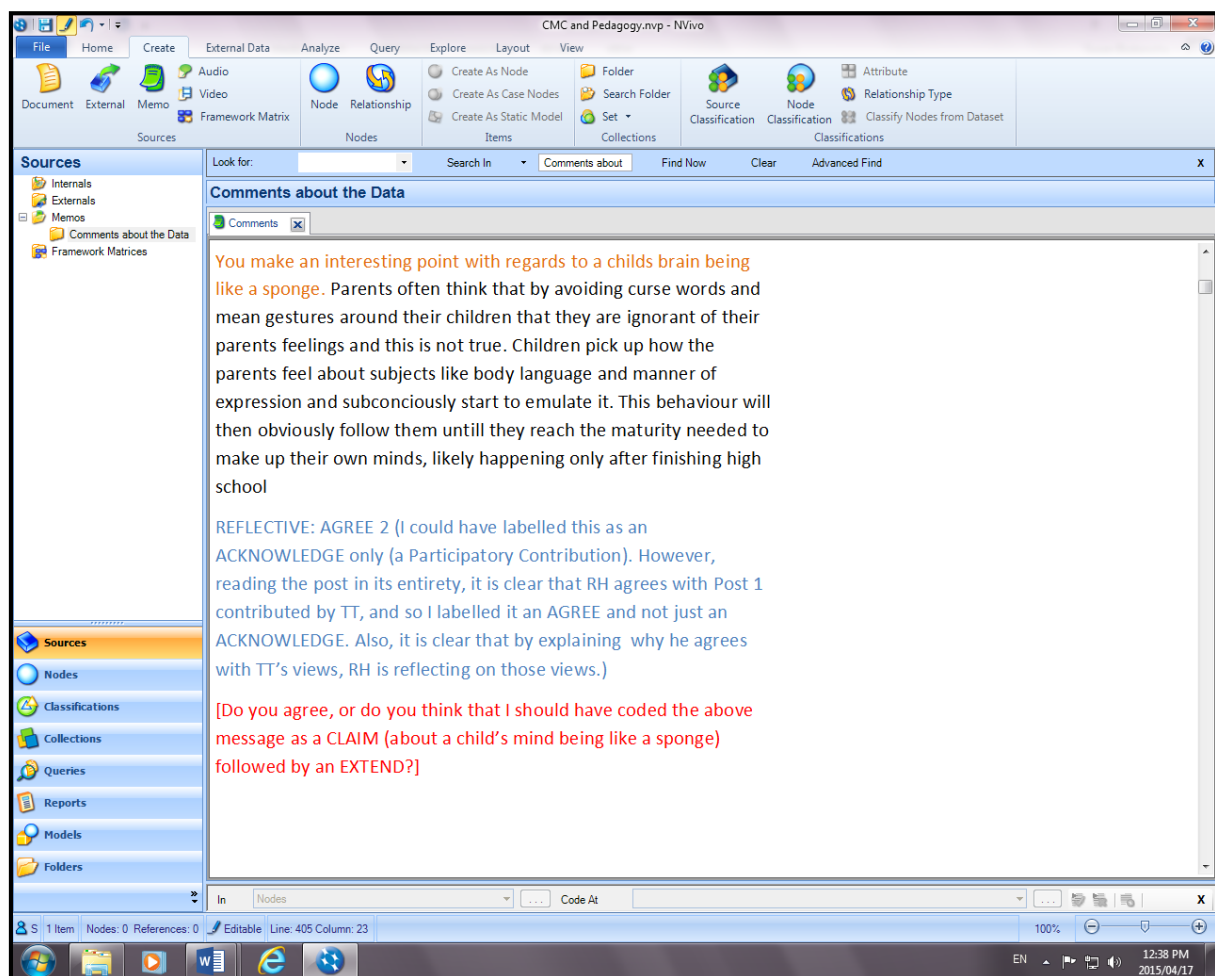 CMC and Pedagogy.nvp - NVivo
File Home Create External Data Analyze Query Explore Layout View
Document External Memo Audio Video Framework Matrix Node Relationship Create As Node Create As Case Nodes Create As Static Model Folder Search Folder Set Source Classification Node Classification Attribute Relationship Type Classify Nodes from Dataset
Sources Nodes Items Collections Classifications
Sources
Look for: Search In Comments about Find Now Clear Advanced Find x
Internals
Externals
Memos
Comments about the Data
Framework Matrices
Comments about the Data
Comments
You make an interesting point with regards to a childs brain being
like a sponge. Parents often think that by avoiding curse words and
mean gestures around their children that they are ignorant of their
parents feelings and this is not true. Children pick up how the
parents feel about subjects like body language and manner of
expression and subconciously start to emulate it. This behaviour will
then obviously follow them untill they reach the maturity needed to
make up their own minds, likely happening only after finishing high
school
REFLECTIVE: AGREE 2 (I could have labelled this as an
ACKNOWLEDGE only (a Participatory Contribution). However,
reading the post in its entirety, it is clear that RH agrees with Post 1
contributed by TT, and so I labelled it an AGREE and not just an
ACKNOWLEDGE. Also, it is clear that by explaining  why he agrees
with TT’s views, RH is reflecting on those views.)
[Do you agree, or do you think that I should have coded the above
message as a CLAIM (about a child’s mind being like a sponge)
followed by an EXTEND?]
Sources
Nodes
Classifications
Collections
Queries
Reports
Models
Folders
In Nodes ... Code At ... x
S 1 Item Nodes: 0 References: 0 Editable Line: 405 Column: 23 100%
EN 12:38 PM
2015/04/17